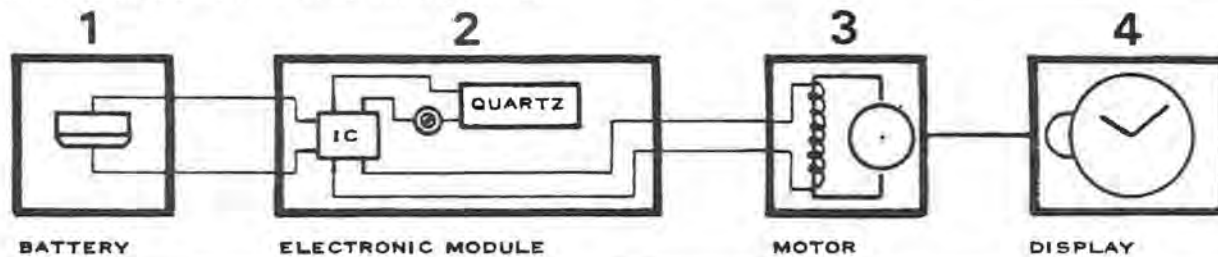 1 2 3 4
QUARTZ
IC
BATTERY ELECTRONIC MODULE MOTOR DISPLAY